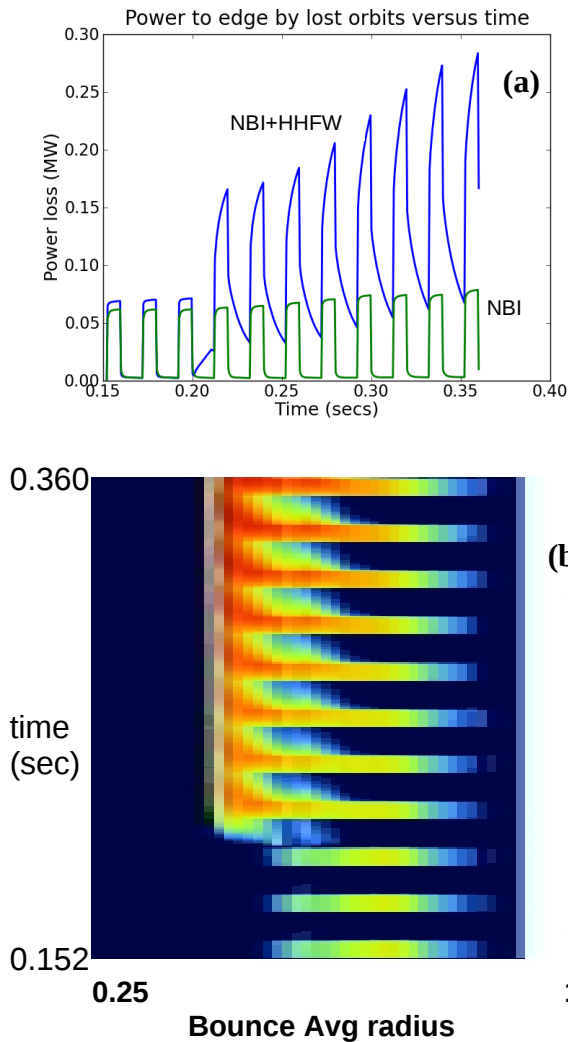 Power to edge by lost orbits versus time
0.30
0.25
0.20
0.15
0.10
0.05
0.00
Power loss (MW)
(a)
NBI+HHFW
NBI
0.15
0.20
0.25
0.30
0.35
0.40
Time (secs)
0.360
(b
time
(sec)
0.152
0.25
Bounce Avg radius